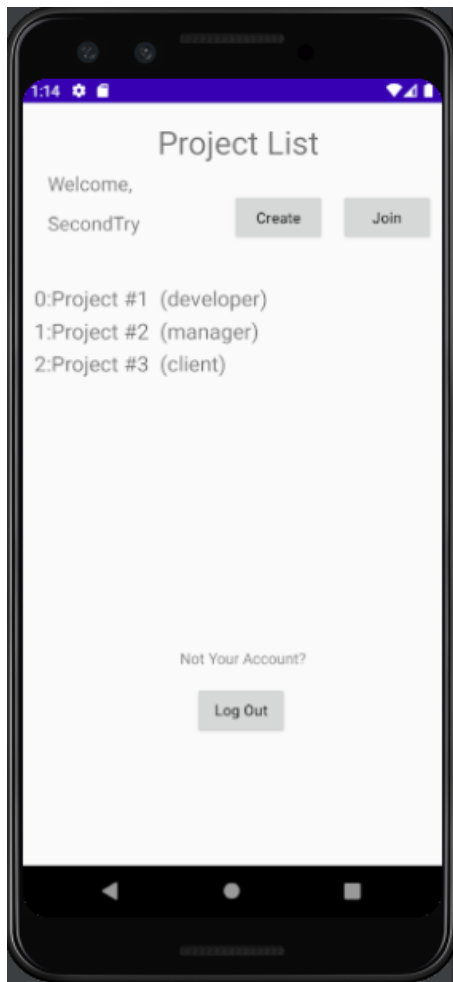 1:14
Project List
Welcome,
SecondTry
Create
Join
0:Project #1 (developer)
1:Project #2 (manager)
2:Project #3 (client)
Not Your Account?
Log Out